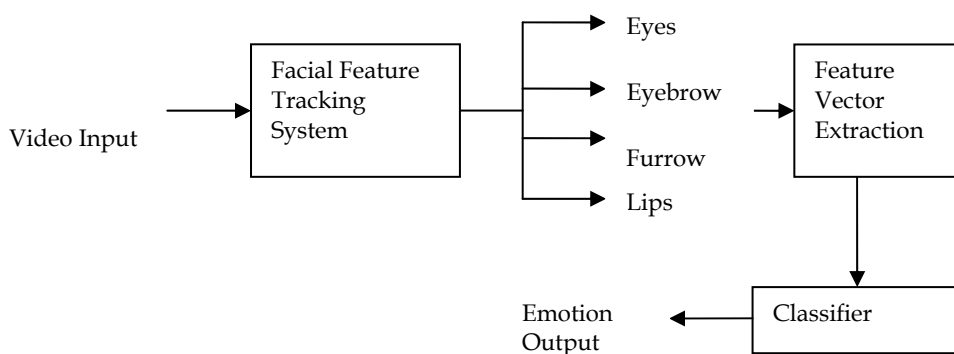 Video Input
Facial Feature
Tracking
System
Eyes
Eyebrow
Furrow
Lips
Feature
Vector
Extraction
Classifier
Emotion
Output